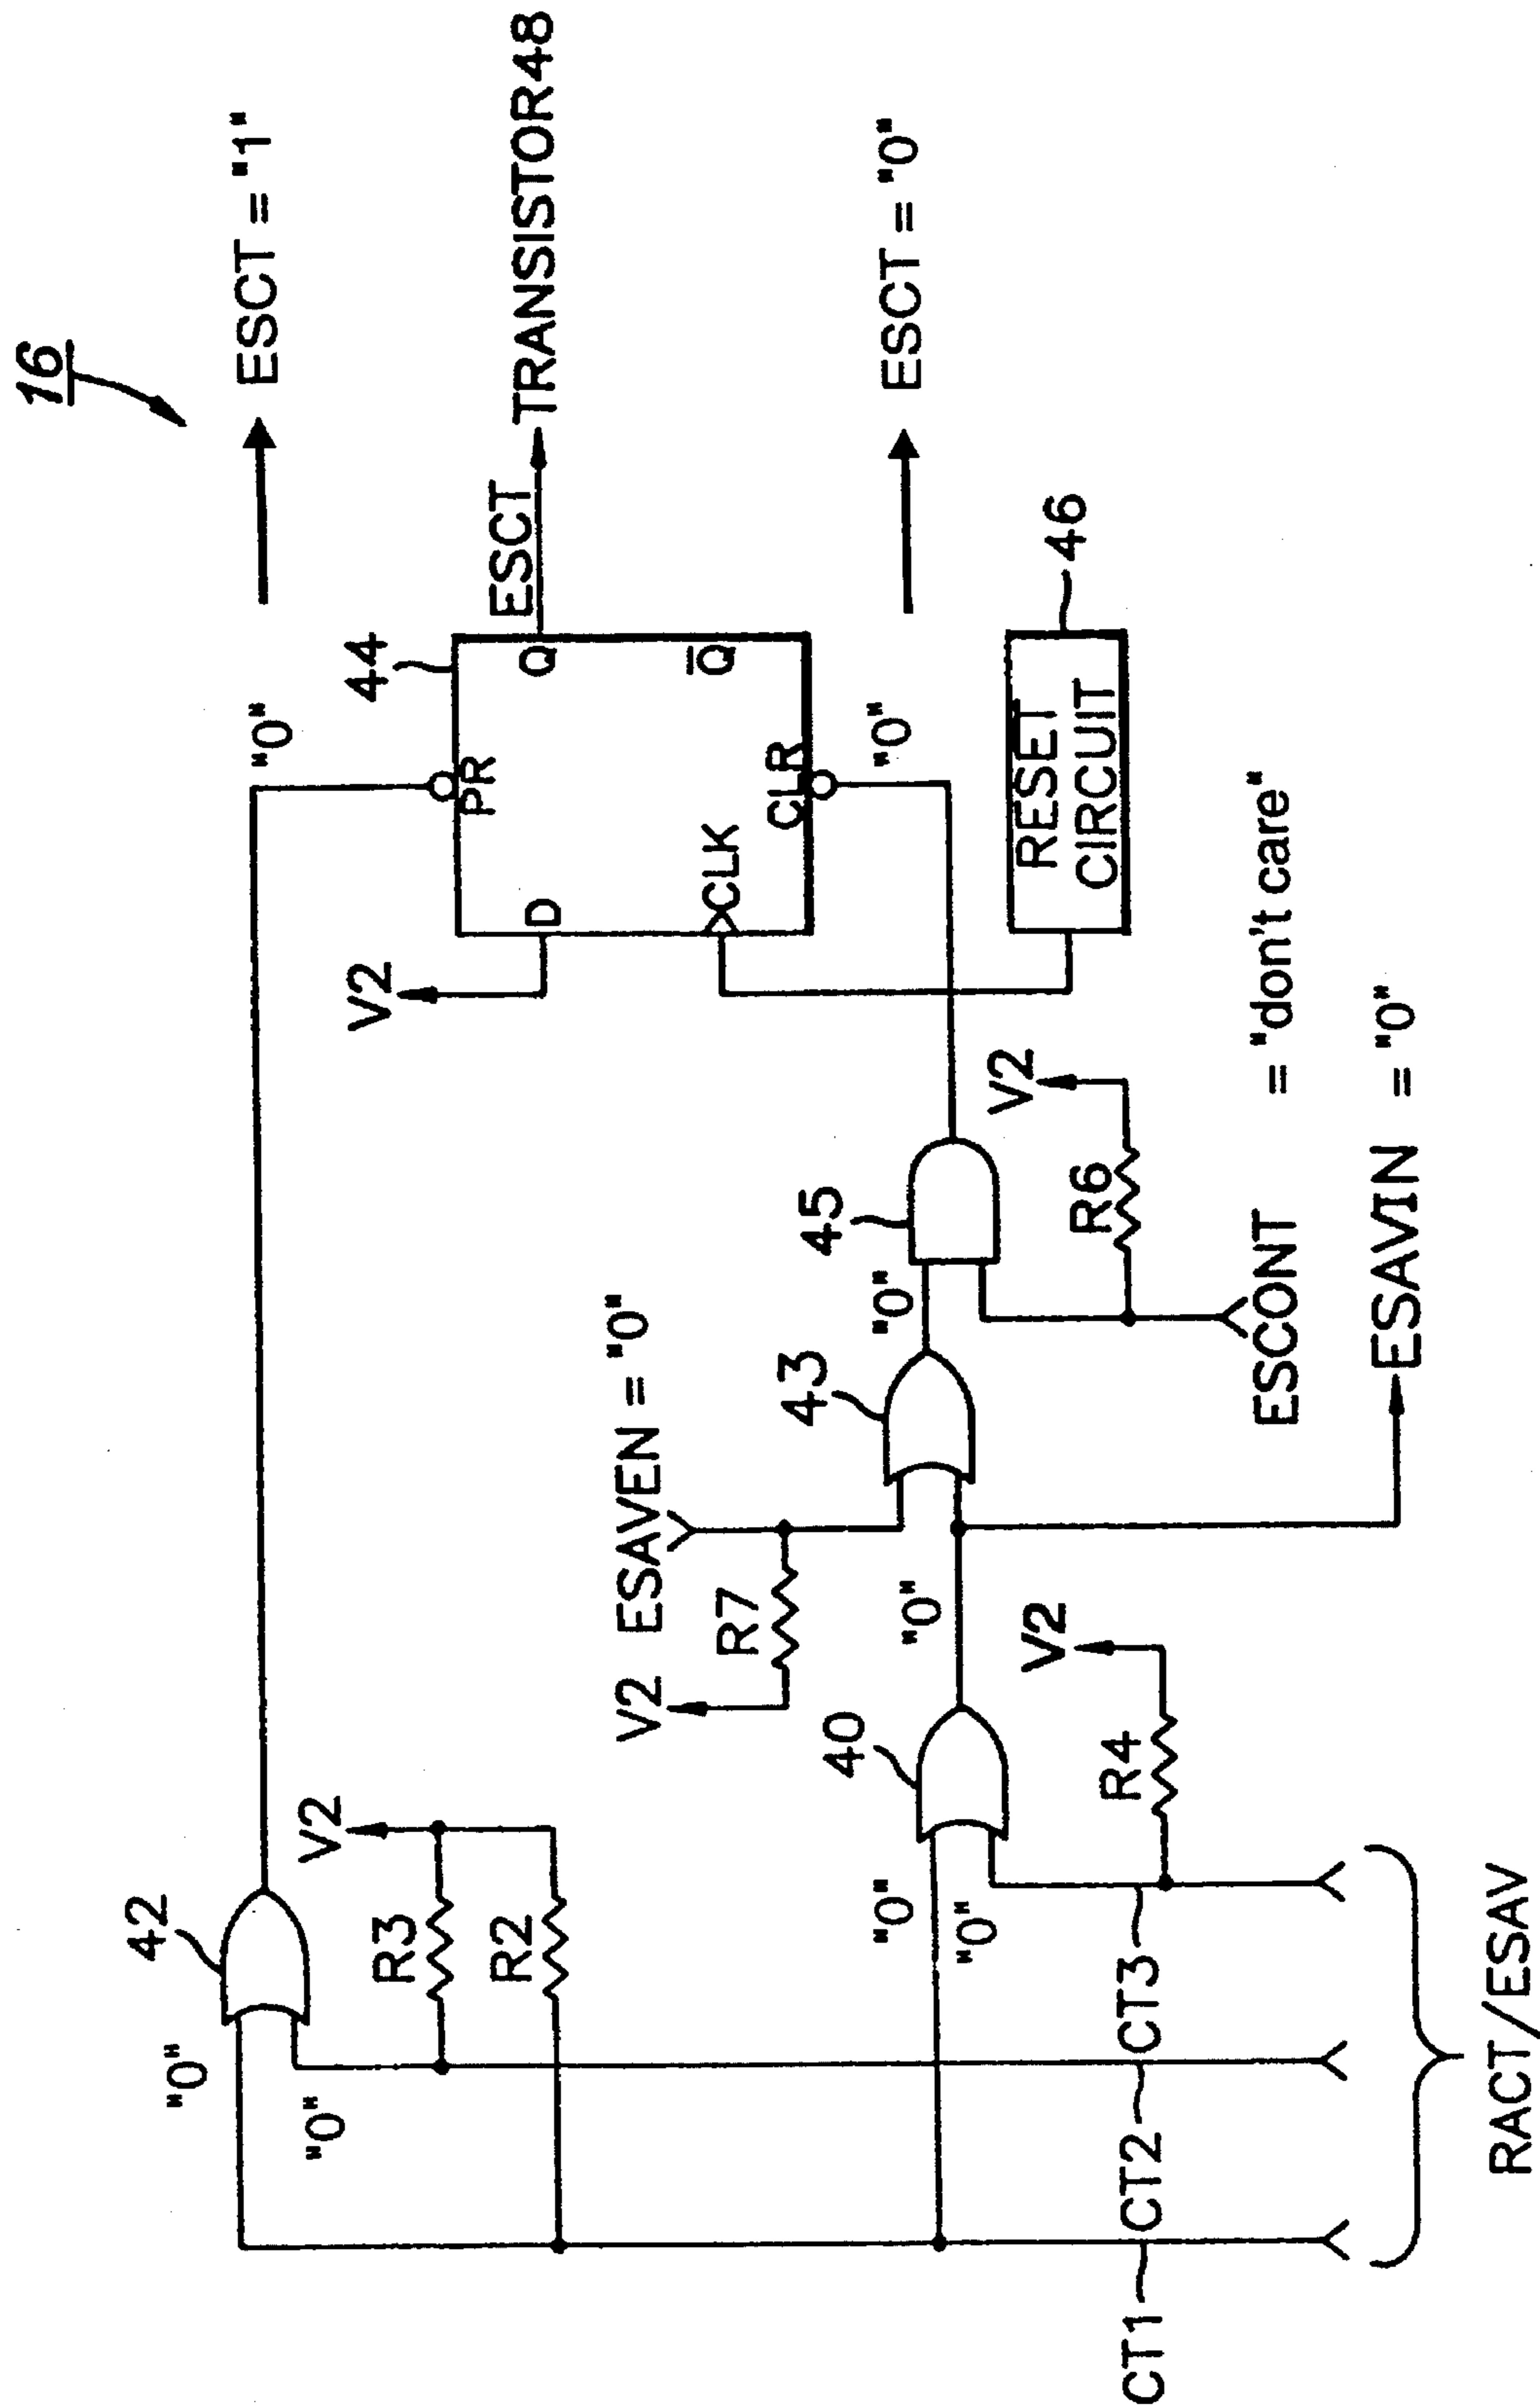 16
"0"
ESCT = "1"
42
"0"
"0"
V2
R3
R2
V2
44
PR
D
Q
ESCT
TRANSISTOR48
CLK
Q
CLR
"0"
ESCT = "0"
V2 ESAVEN = "0"
R7
40
"0"
"0"
"0"
43
"0"
45
V2
R4
V2
R6
RESET
CIRCUIT
46
CT1
CT2
CT3
ESCONT = "don't care"
ESAVIN = "0"
RACT/ESAV